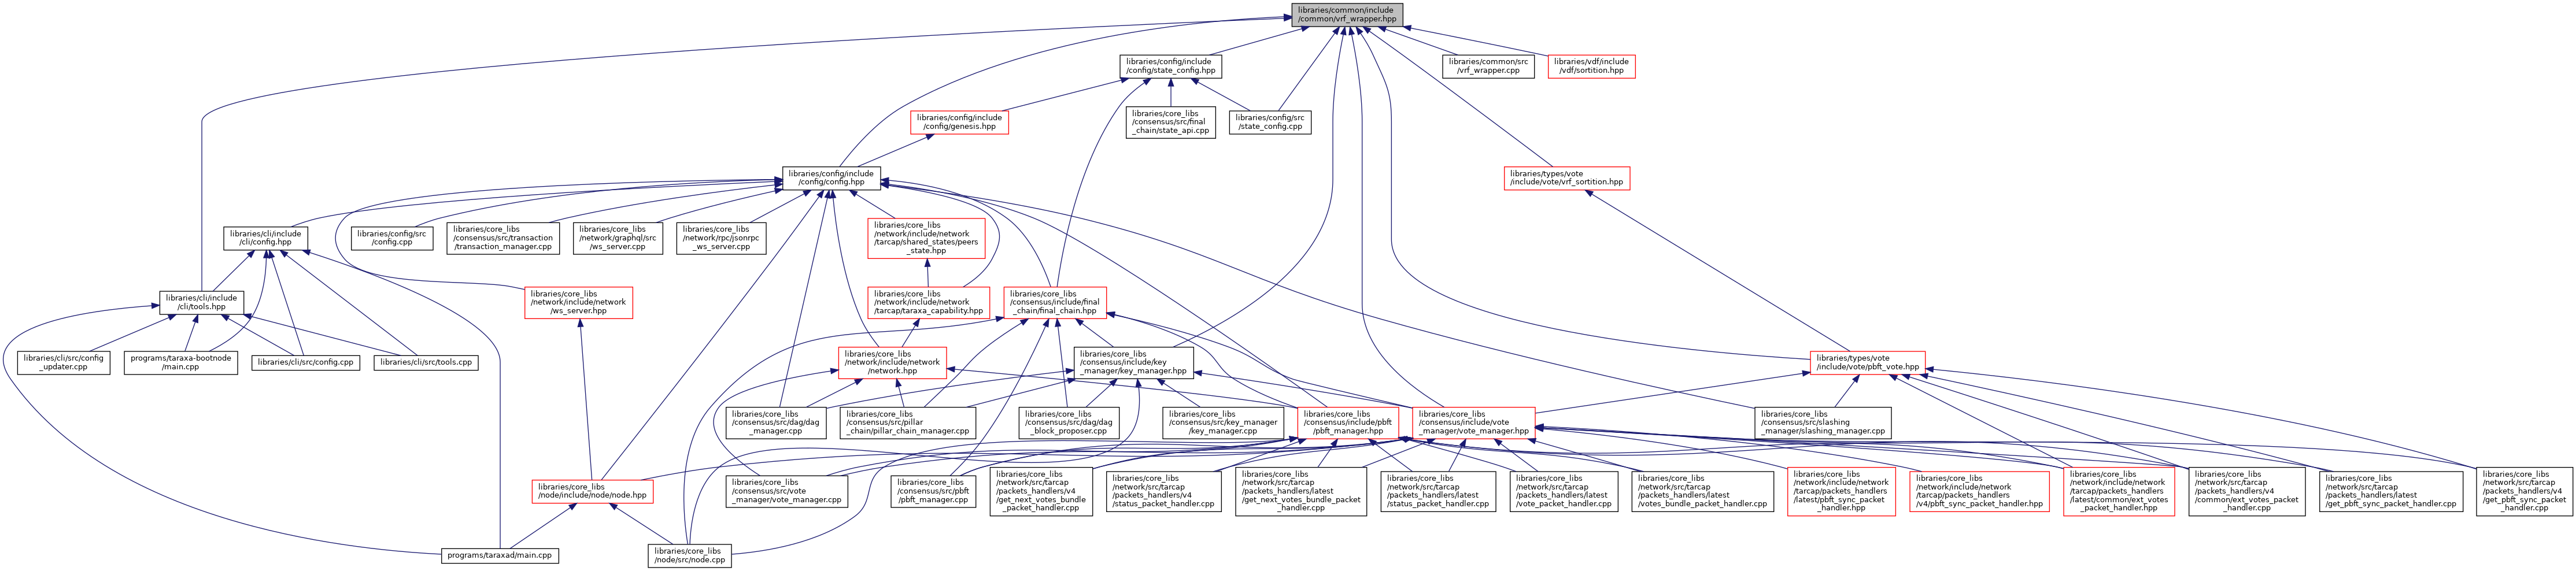 libraries/common/include
/common/vrf_wrapper.hpp
libraries/config/include
/config/state_config.hpp
libraries/common/src
/vrf_wrapper.cpp
libraries/vdf/include
/vdf/sortition.hpp
libraries/config/include
/config/genesis.hpp
libraries/core_libs
/consensus/src/final
_chain/state_api.cpp
libraries/config/src
/state_config.cpp
libraries/config/include
/config/config.hpp
libraries/types/vote
/include/vote/vrf_sortition.hpp
libraries/cli/include
/cli/config.hpp
libraries/config/src
/config.cpp
libraries/core_libs
/consensus/src/transaction
/transaction_manager.cpp
libraries/core_libs
/network/graphql/src
/ws_server.cpp
libraries/core_libs
/network/rpc/jsonrpc
_ws_server.cpp
libraries/core_libs
/network/include/network
/tarcap/shared_states/peers
_state.hpp
libraries/cli/include
/cli/tools.hpp
libraries/core_libs
/network/include/network
/ws_server.hpp
libraries/core_libs
/network/include/network
/tarcap/taraxa_capability.hpp
libraries/core_libs
/consensus/include/final
_chain/final_chain.hpp
libraries/cli/src/config
_updater.cpp
programs/taraxa-bootnode
/main.cpp
libraries/cli/src/config.cpp
libraries/cli/src/tools.cpp
libraries/core_libs
/network/include/network
/network.hpp
libraries/core_libs
/consensus/include/key
_manager/key_manager.hpp
libraries/types/vote
/include/vote/pbft_vote.hpp
libraries/core_libs
/consensus/src/dag/dag
_manager.cpp
libraries/core_libs
/consensus/src/pillar
_chain/pillar_chain_manager.cpp
libraries/core_libs
/consensus/src/dag/dag
_block_proposer.cpp
libraries/core_libs
/consensus/src/key_manager
/key_manager.cpp
libraries/core_libs
/consensus/include/pbft
/pbft_manager.hpp
libraries/core_libs
/consensus/include/vote
_manager/vote_manager.hpp
libraries/core_libs
/consensus/src/slashing
_manager/slashing_manager.cpp
libraries/core_libs
/node/include/node/node.hpp
libraries/core_libs
/consensus/src/vote
_manager/vote_manager.cpp
libraries/core_libs
/consensus/src/pbft
/pbft_manager.cpp
libraries/core_libs
/network/src/tarcap
/packets_handlers/v4
/get_next_votes_bundle
_packet_handler.cpp
libraries/core_libs
/network/src/tarcap
/packets_handlers/v4
/status_packet_handler.cpp
libraries/core_libs
/network/src/tarcap
/packets_handlers/latest
/get_next_votes_bundle_packet
_handler.cpp
libraries/core_libs
/network/src/tarcap
/packets_handlers/latest
/status_packet_handler.cpp
libraries/core_libs
/network/src/tarcap
/packets_handlers/latest
/vote_packet_handler.cpp
libraries/core_libs
/network/src/tarcap
/packets_handlers/latest
/votes_bundle_packet_handler.cpp
libraries/core_libs
/network/include/network
/tarcap/packets_handlers
/latest/pbft_sync_packet
_handler.hpp
libraries/core_libs
/network/include/network
/tarcap/packets_handlers
/v4/pbft_sync_packet_handler.hpp
libraries/core_libs
/network/include/network
/tarcap/packets_handlers
/latest/common/ext_votes
_packet_handler.hpp
libraries/core_libs
/network/src/tarcap
/packets_handlers/v4
/common/ext_votes_packet
_handler.cpp
libraries/core_libs
/network/src/tarcap
/packets_handlers/latest
/get_pbft_sync_packet_handler.cpp
libraries/core_libs
/network/src/tarcap
/packets_handlers/v4
/get_pbft_sync_packet
_handler.cpp
programs/taraxad/main.cpp
libraries/core_libs
/node/src/node.cpp